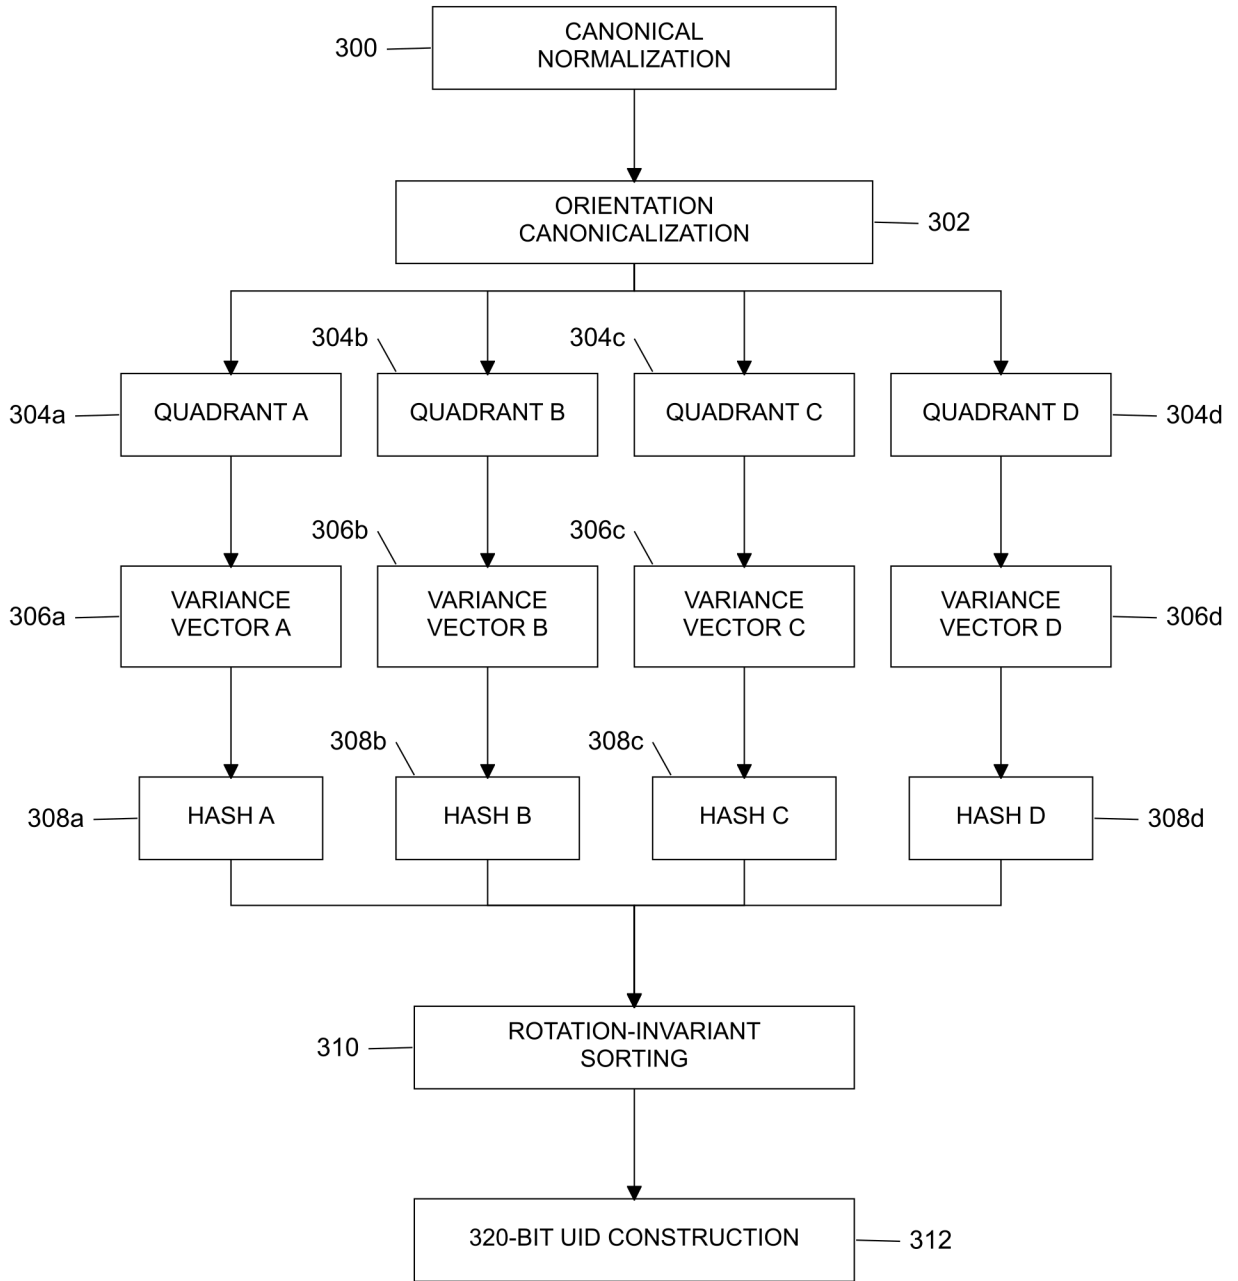 300
CANONICAL
NORMALIZATION
ORIENTATION
CANONICALIZATION
302
304b
304c
304a
QUADRANT A
QUADRANT B
QUADRANT C
QUADRANT D
304d
306b
306c
306a
VARIANCE
VECTOR A
VARIANCE
VECTOR B
VARIANCE
VECTOR C
VARIANCE
VECTOR D
306d
308b
308c
308a
HASH A
HASH B
HASH C
HASH D
308d
310
ROTATION-INVARIANT
SORTING
320-BIT UID CONSTRUCTION
312